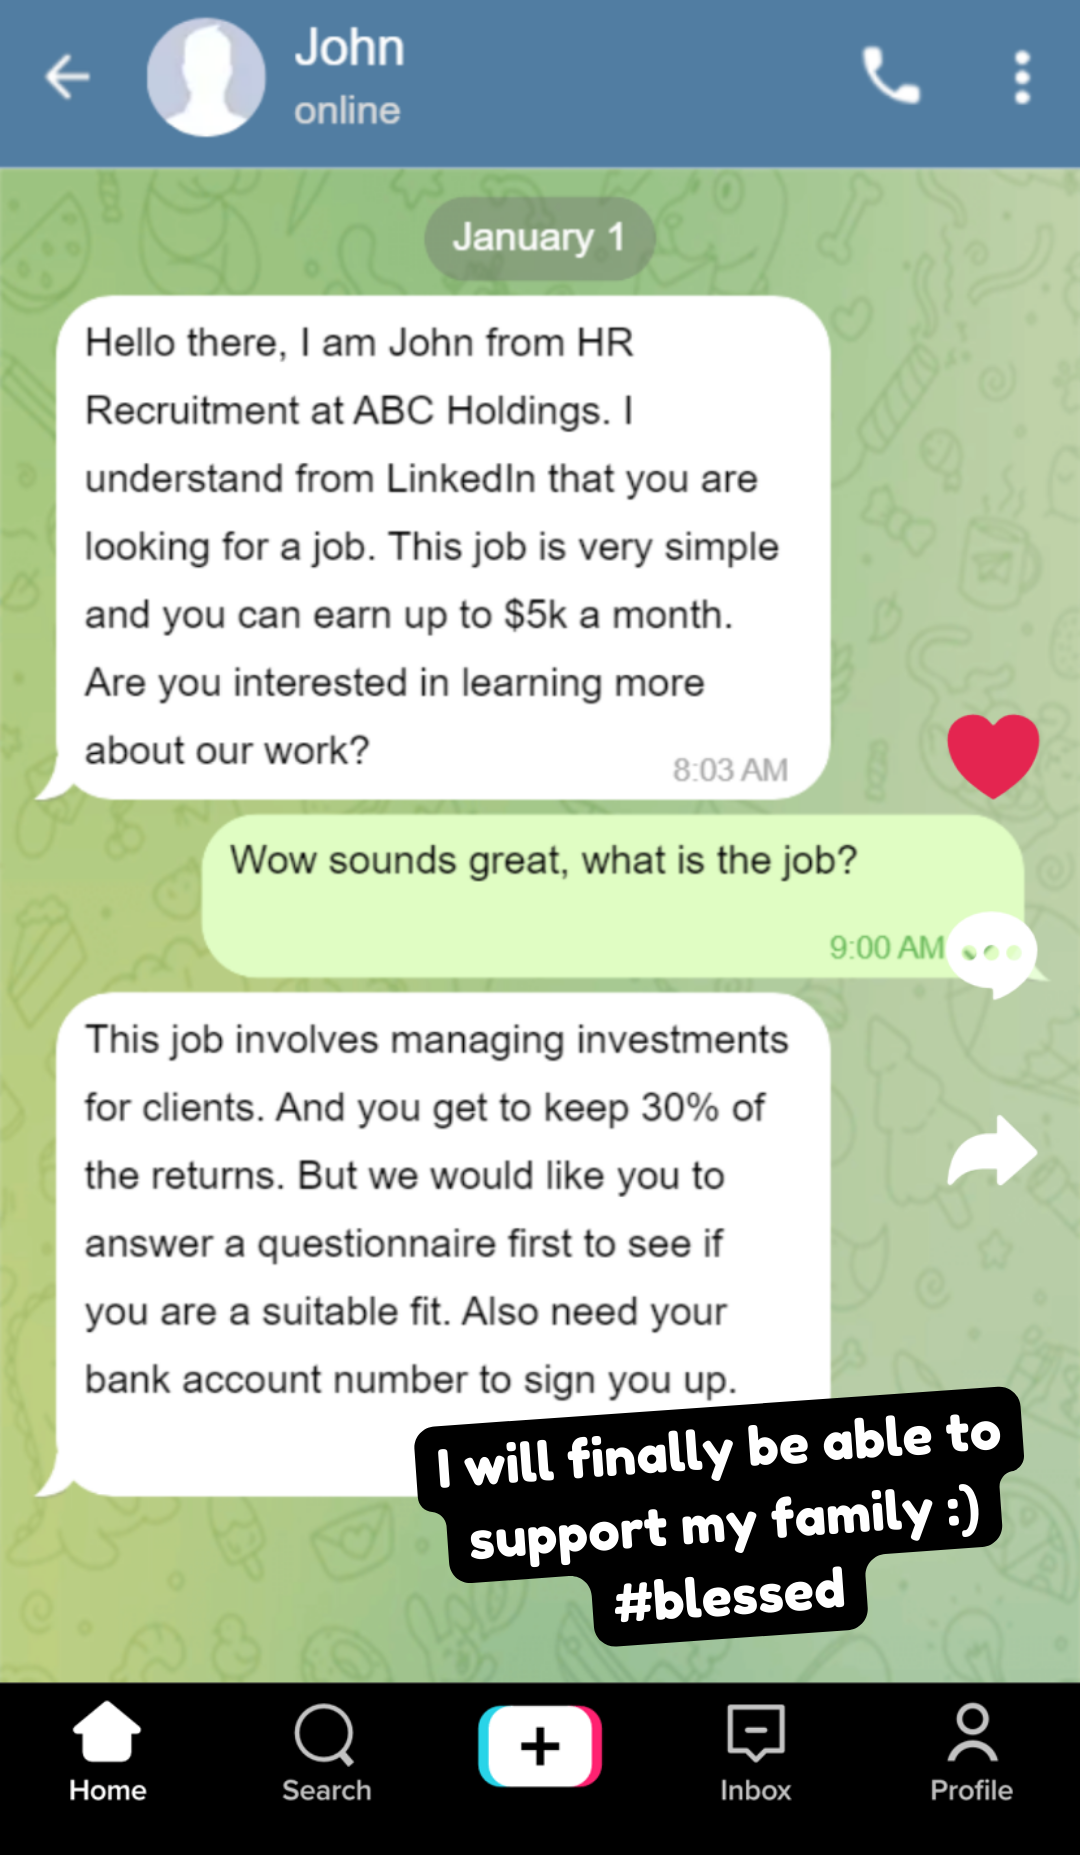 John
online
January 1
Hello there, I am John from HR
Recruitment at ABC Holdings. I
understand from LinkedIn that you are
looking for a job. This job is very simple
and you can earn up to $5k a month.
Are you interested in learning more
about our work?
8:03 AM
Wow sounds great, what is the job?
9:00 AM
This job involves managing investments
for clients. And you get to keep 30% of
the returns. But we would like you to
answer a questionnaire first to see if
you are a suitable fit. Also need your
bank account number to sign you up.
I will finally be able to
support my family :)
#blessed
Home
Search
Inbox
Profile